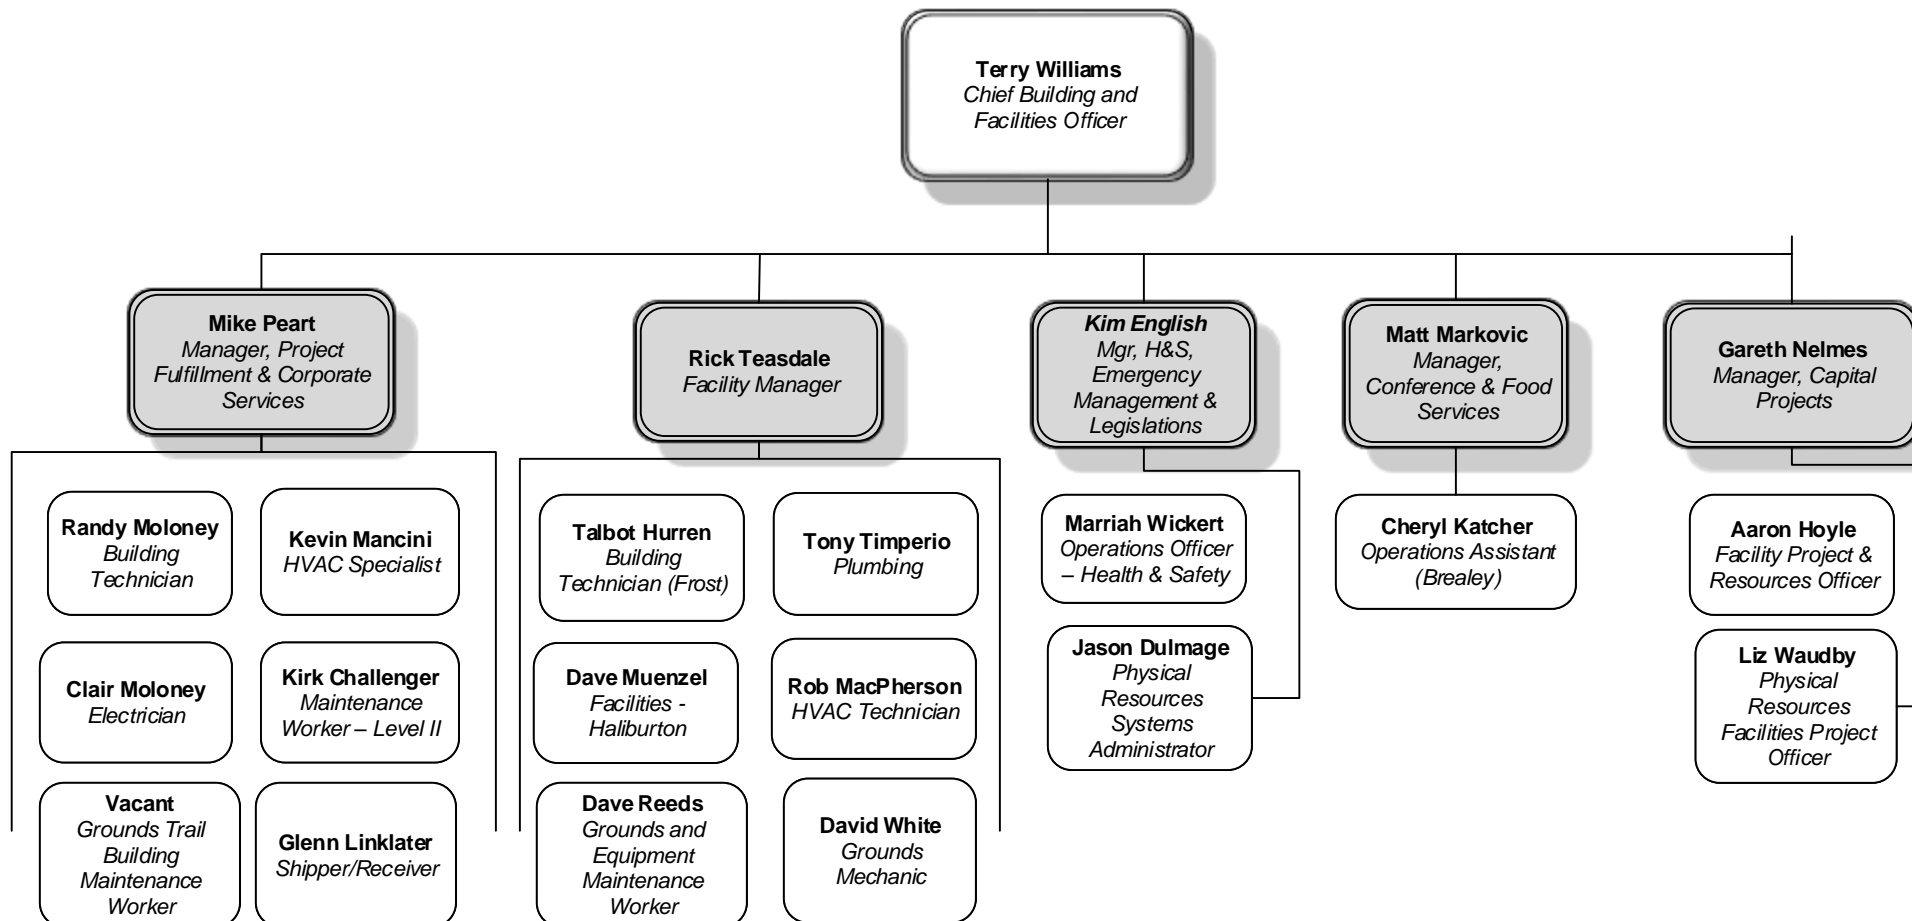 Terry Williams
Chief Building and
Facilities Officer
Mike Peart
Manager, Project
Fulfillment & Corporate
Services
Rick Teasdale
Facility Manager
Kim English
Mgr, H&S,
Emergency
Management &
Legislations
Matt Markovic
Manager,
Conference & Food
Services
Gareth Nelmes
Manager, Capital
Projects
Randy Moloney
Building
Technician
Kevin Mancini
HVAC Specialist
Clair Moloney
Electrician
Kirk Challenger
Maintenance
Worker – Level II
Vacant
Grounds Trail
Building
Maintenance
Worker
Glenn Linklater
Shipper/Receiver
Talbot Hurren
Building
Technician (Frost)
Tony Timperio
Plumbing
Dave Muenzel
Facilities -
Haliburton
Rob MacPherson
HVAC Technician
Dave Reeds
Grounds and
Equipment
Maintenance
Worker
David White
Grounds
Mechanic
Marriah Wickert
Operations Officer
– Health & Safety
Jason Dulmage
Physical
Resources
Systems
Administrator
Cheryl Katcher
Operations Assistant
(Brealey)
Aaron Hoyle
Facility Project &
Resources Officer
Liz Waudby
Physical
Resources
Facilities Project
Officer